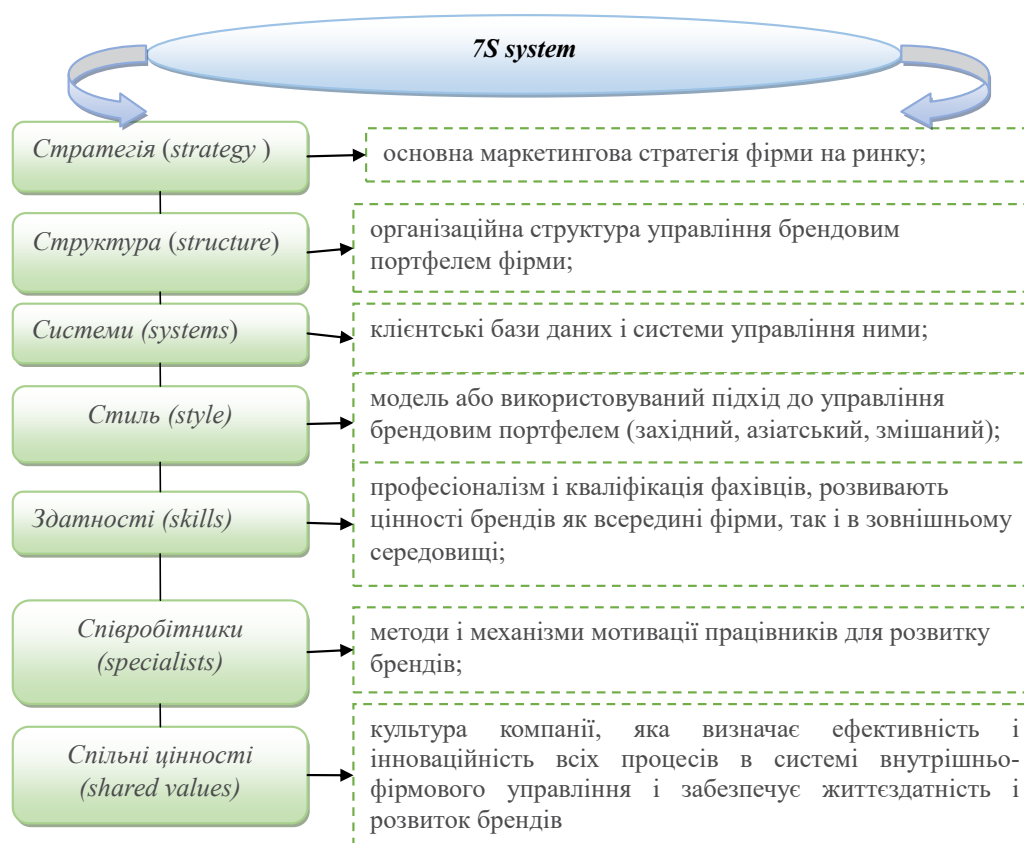 7S system
Стратегія (strategy )
основна маркетингова стратегія фірми на ринку;
Структура (structure)
організаційна структура управління брендовим
портфелем фірми;
Системи (systems)
клієнтські бази даних і системи управління ними;
Стиль (style)
модель або використовуваний підхід до управління
брендовим портфелем (західний, азіатський, змішаний);
Здатності (skills)
професіоналізм і кваліфікація фахівців, розвивають
цінності брендів як всередині фірми, так і в зовнішньому
середовищі;
Співробітники
(specialists)
методи і механізми мотивації працівників для розвитку
брендів;
Спільні цінності
(shared values)
культура компанії, яка визначає ефективність і
інноваційність всіх процесів в системі внутрішньо-
фірмового управління і забезпечує життєздатність і
розвиток брендів